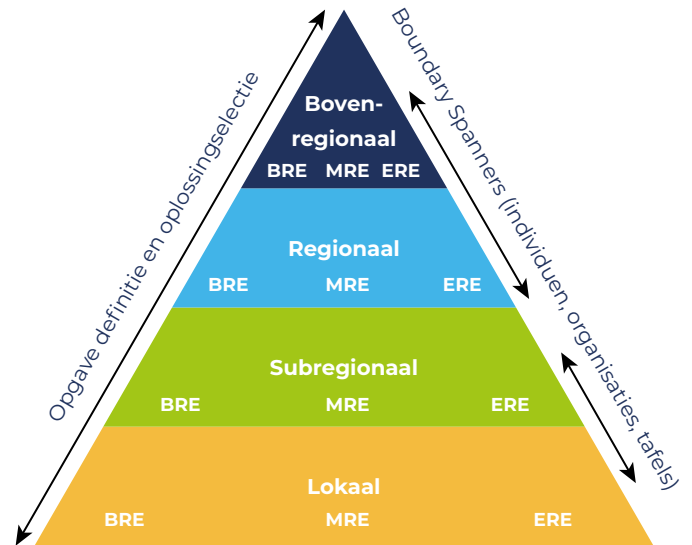 Opgave definitie en oplossingselectie
Boundary Spanners (individuen, organisaties, tafels)
Boven-
regionaal
BRE MRE ERE
Regionaal
BRE MRE ERE
Subregionaal
BRE MRE ERE
Lokaal
BRE MRE ERE